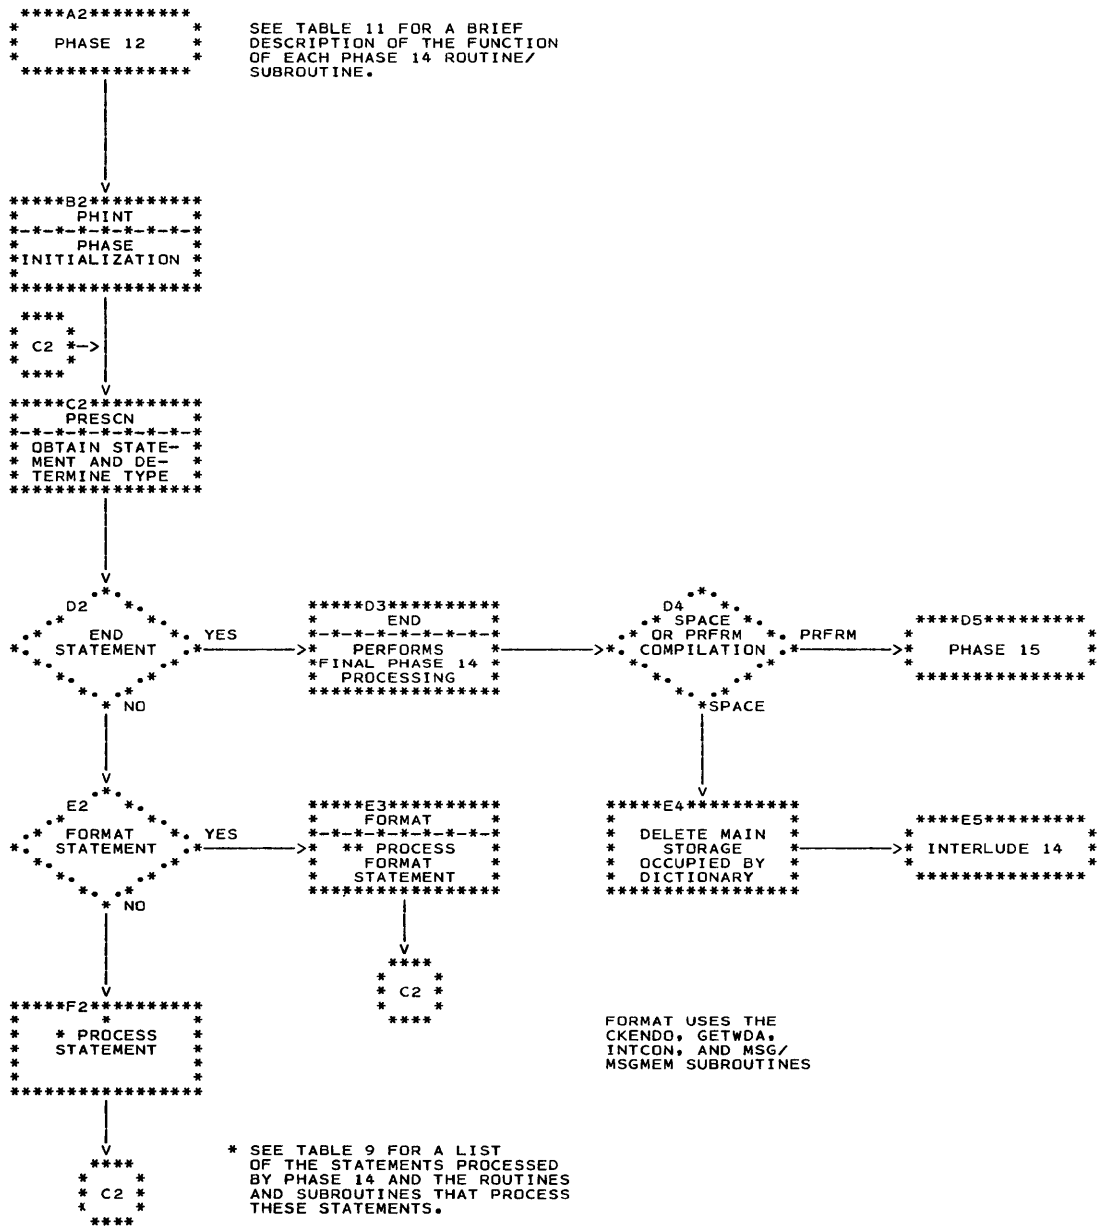 A2
PHASE 12
SEE TABLE 11 FOR A BRIEF
DESCRIPTION OF THE FUNCTION
OF EACH PHASE 14 ROUTINE/
SUBROUTINE.
B2
PHINT
PHASE
INITIALIZATION
C2
C2
PRESCN
OBTAIN STATE-
MENT AND DE-
TERMINE TYPE
D2
END
STATEMENT
YES
NO
D3
END
PERFORMS
FINAL PHASE 14
PROCESSING
D4
SPACE
OR PRFRM
COMPILATION
PRFRM
SPACE
D5
PHASE 15
E2
FORMAT
STATEMENT
YES
NO
E3
FORMAT
** PROCESS
FORMAT
STATEMENT
C2
E4
DELETE MAIN
STORAGE
OCCUPIED BY
DICTIONARY
E5
INTERLUDE 14
F2
* PROCESS
STATEMENT
C2
FORMAT USES THE
CKENDO, GETWDA,
INTCON, AND MSG/
MSGMEM SUBROUTINES
* SEE TABLE 9 FOR A LIST
OF THE STATEMENTS PROCESSED
BY PHASE 14 AND THE ROUTINES
AND SUBROUTINES THAT PROCESS
THESE STATEMENTS.